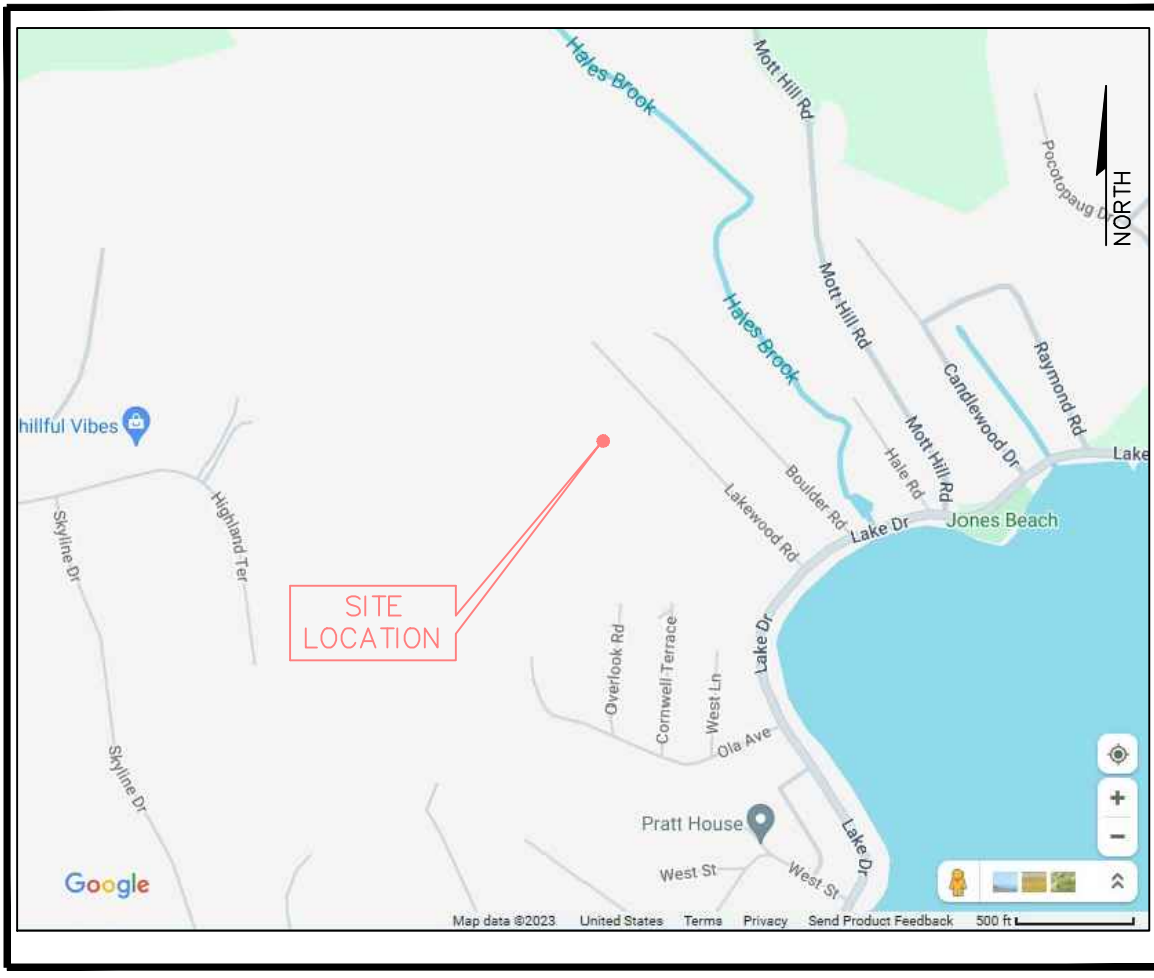 Hales Brook
Mott Hill Rd
Pocotopaug Dr
NORTH
Hales Brook
Mott Hill Rd
Raymond Rd
Candlewood Dr
hillful Vibes
Mott Hill Rd
Hale Rd
Lake
Boulder Rd
Lakewood Rd
Lake Dr
Jones Beach
Skyline Dr
Highland Ter
SITE
LOCATION
Lake Dr
Overlook Rd
Cornwell Terrace
West Ln
Ola Ave
Skyline Dr
Pratt House
Lake Dr
West St
West St
Google
Map data ©2023 United States Terms Privacy Send Product Feedback 500 ft